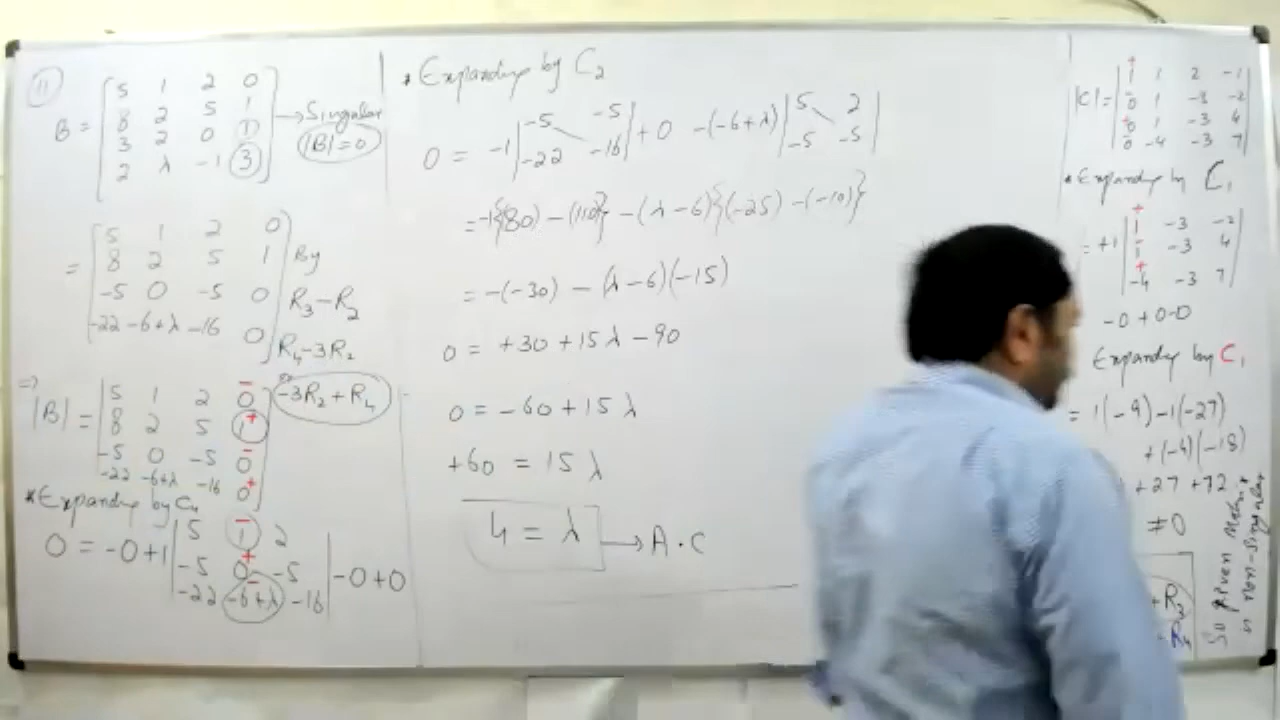 11
B = [5 1 2 0
8 2 5 1
3 2 0 1
2 λ -1 3] → Singular
|B|=0
= [5 1 2 0
8 2 5 1
-5 0 -5 0
-22 -6+λ -16 0] By
R3-R2
R4-3R2
-3R2+R4
⇒ |B| = |5 1 2 0
8 2 5 1
-5 0 -5 0
-22 -6+λ -16 0|
*Expanding by C4
0 = -0+1 |5 1 2
-5 0 -5
-22 -6+λ -16| -0+0
* Expanding by C2
0 = -1 |-5 -5
-22 -16| +0 -(-6+λ) |5 2
-5 -5|
= -1{(80) - (110)} - (λ-6){(-25) - (-10)}
= -(-30) - (λ-6)(-15)
0 = +30+15λ-90
0 = -60+15λ
+60 = 15λ
4 = λ → A.C
|C| = |1 1 2 -1
0 1 -3 -2
0 1 -3 4
0 -4 -3 7|
* Expanding by C1
= +1 |1 -3 -2
1 -3 4
-4 -3 7|
-0+0-0
Expanding by C1
= 1(-9)-1(-27)
+(-4)(-18)
+27+72
≠0
So given Matrix
is non-Singular